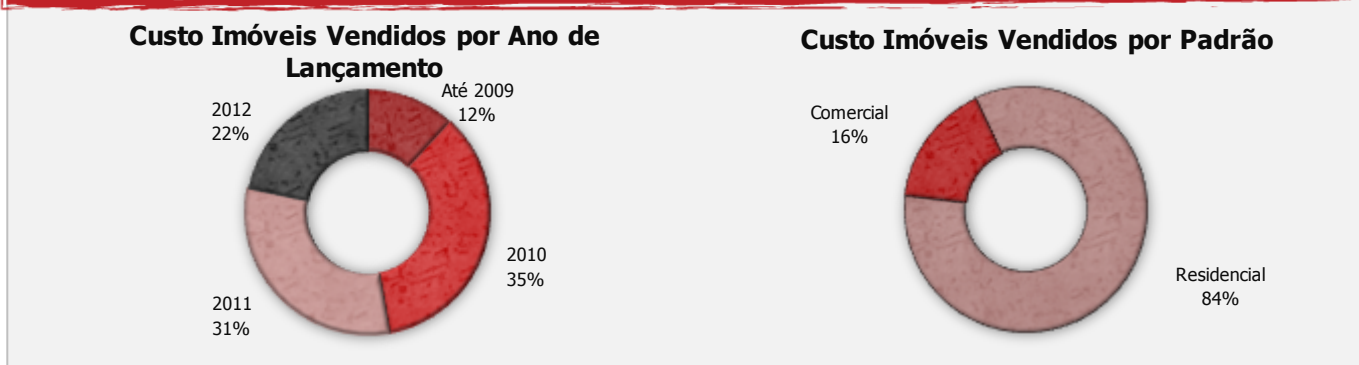 Custo Imóveis Vendidos por Ano de
Lançamento
Até 2009
12%
2012
22%
2010
35%
2011
31%
Custo Imóveis Vendidos por Padrão
Comercial
16%
Residencial
84%